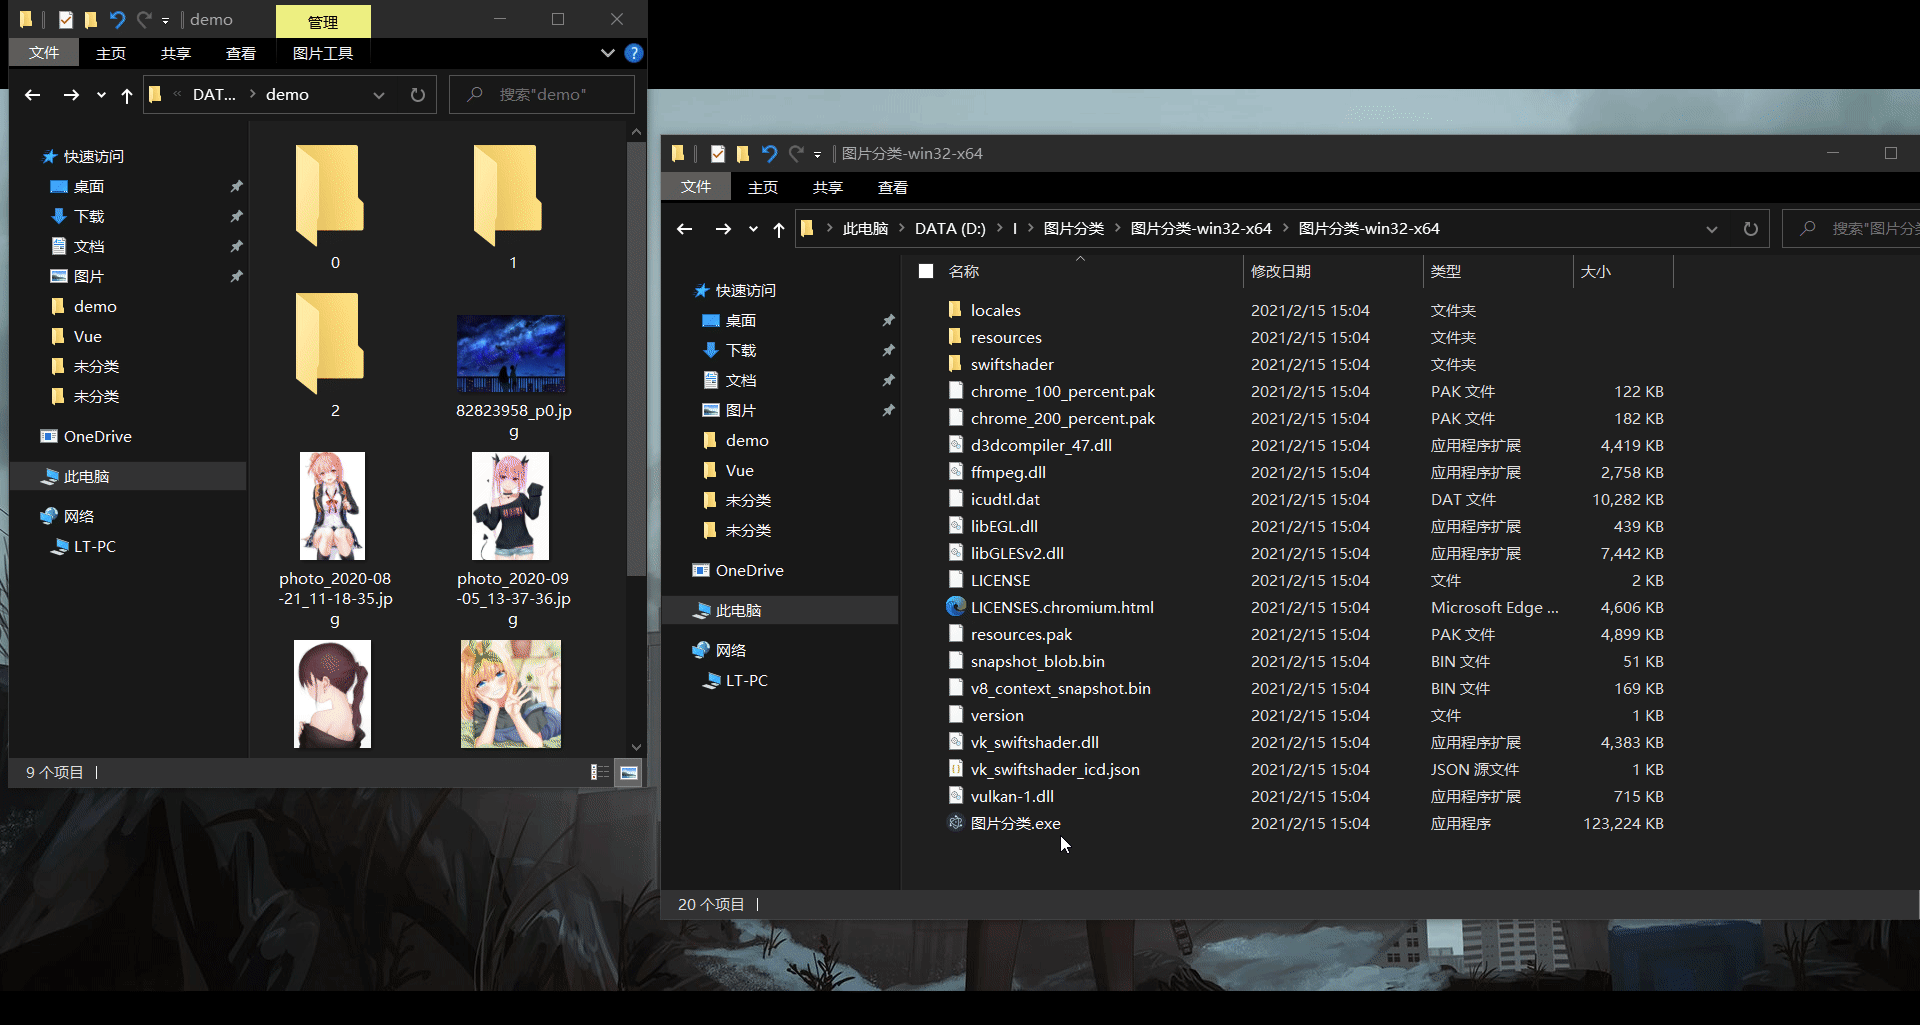 demo
管理
文件
主页
共享
查看
图片工具
?
« DAT... › demo
搜索"demo"
快速访问
桌面
下载
文档
图片
demo
Vue
未分类
未分类
OneDrive
此电脑
网络
LT-PC
0
1
2
82823958_p0.jp
g
photo_2020-08
-21_11-18-35.jp
g
photo_2020-09
-05_13-37-36.jp
g
9 个项目
图片分类-win32-x64
文件
主页
共享
查看
此电脑 › DATA (D:) › I › 图片分类 › 图片分类-win32-x64 › 图片分类-win32-x64
搜索"图片分类
快速访问
桌面
下载
文档
图片
demo
Vue
未分类
未分类
OneDrive
此电脑
网络
LT-PC
名称 修改日期 类型 大小
locales 2021/2/15 15:04 文件夹
resources 2021/2/15 15:04 文件夹
swiftshader 2021/2/15 15:04 文件夹
chrome_100_percent.pak 2021/2/15 15:04 PAK 文件 122 KB
chrome_200_percent.pak 2021/2/15 15:04 PAK 文件 182 KB
d3dcompiler_47.dll 2021/2/15 15:04 应用程序扩展 4,419 KB
ffmpeg.dll 2021/2/15 15:04 应用程序扩展 2,758 KB
icudtl.dat 2021/2/15 15:04 DAT 文件 10,282 KB
libEGL.dll 2021/2/15 15:04 应用程序扩展 439 KB
libGLESv2.dll 2021/2/15 15:04 应用程序扩展 7,442 KB
LICENSE 2021/2/15 15:04 文件 2 KB
LICENSES.chromium.html 2021/2/15 15:04 Microsoft Edge ... 4,606 KB
resources.pak 2021/2/15 15:04 PAK 文件 4,899 KB
snapshot_blob.bin 2021/2/15 15:04 BIN 文件 51 KB
v8_context_snapshot.bin 2021/2/15 15:04 BIN 文件 169 KB
version 2021/2/15 15:04 文件 1 KB
vk_swiftshader.dll 2021/2/15 15:04 应用程序扩展 4,383 KB
vk_swiftshader_icd.json 2021/2/15 15:04 JSON 源文件 1 KB
vulkan-1.dll 2021/2/15 15:04 应用程序扩展 715 KB
图片分类.exe 2021/2/15 15:04 应用程序 123,224 KB
20 个项目